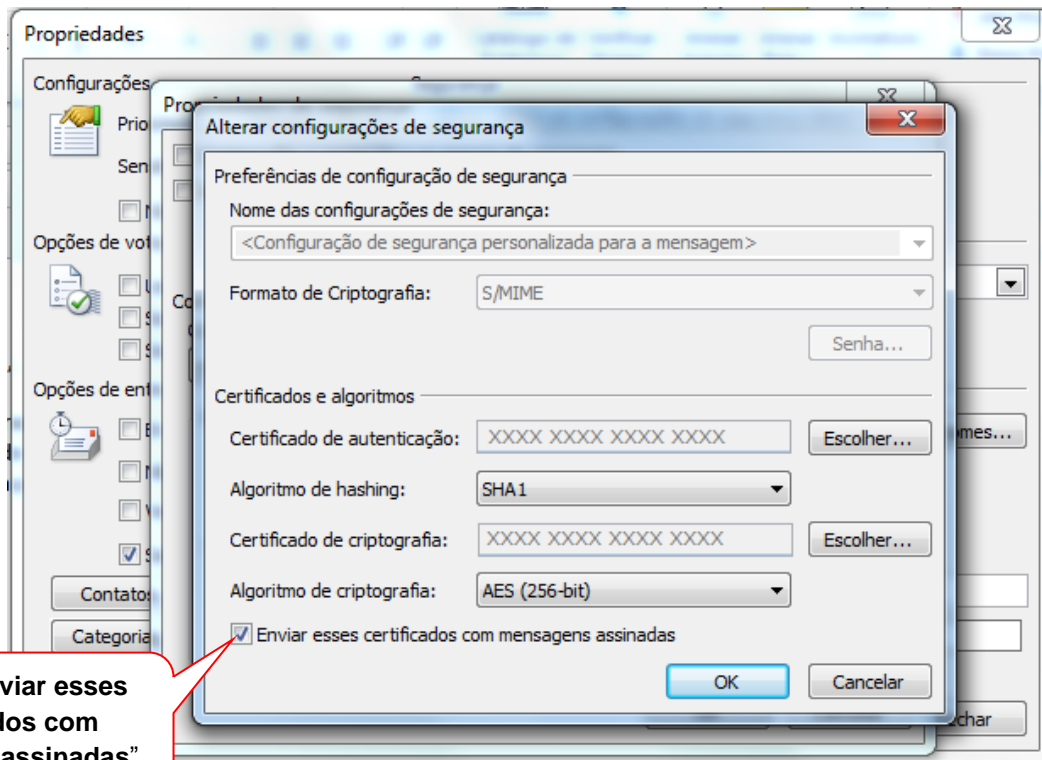 Propriedades
Configurações
Alterar configurações de segurança
Preferências de configuração de segurança
Nome das configurações de segurança:
<Configuração de segurança personalizada para a mensagem>
Opções de vot
Formato de Criptografia: S/MIME
Senha...
Opções de ent
Certificados e algoritmos
Certificado de autenticação: XXXX XXXX XXXX XXXX Escolher...
omes...
Algoritmo de hashing: SHA1
Certificado de criptografia: XXXX XXXX XXXX XXXX Escolher...
Contatos
Algoritmo de criptografia: AES (256-bit)
Categoria
Enviar esses certificados com mensagens assinadas
OK Cancelar
viar esses
dos com
assinadas”
char